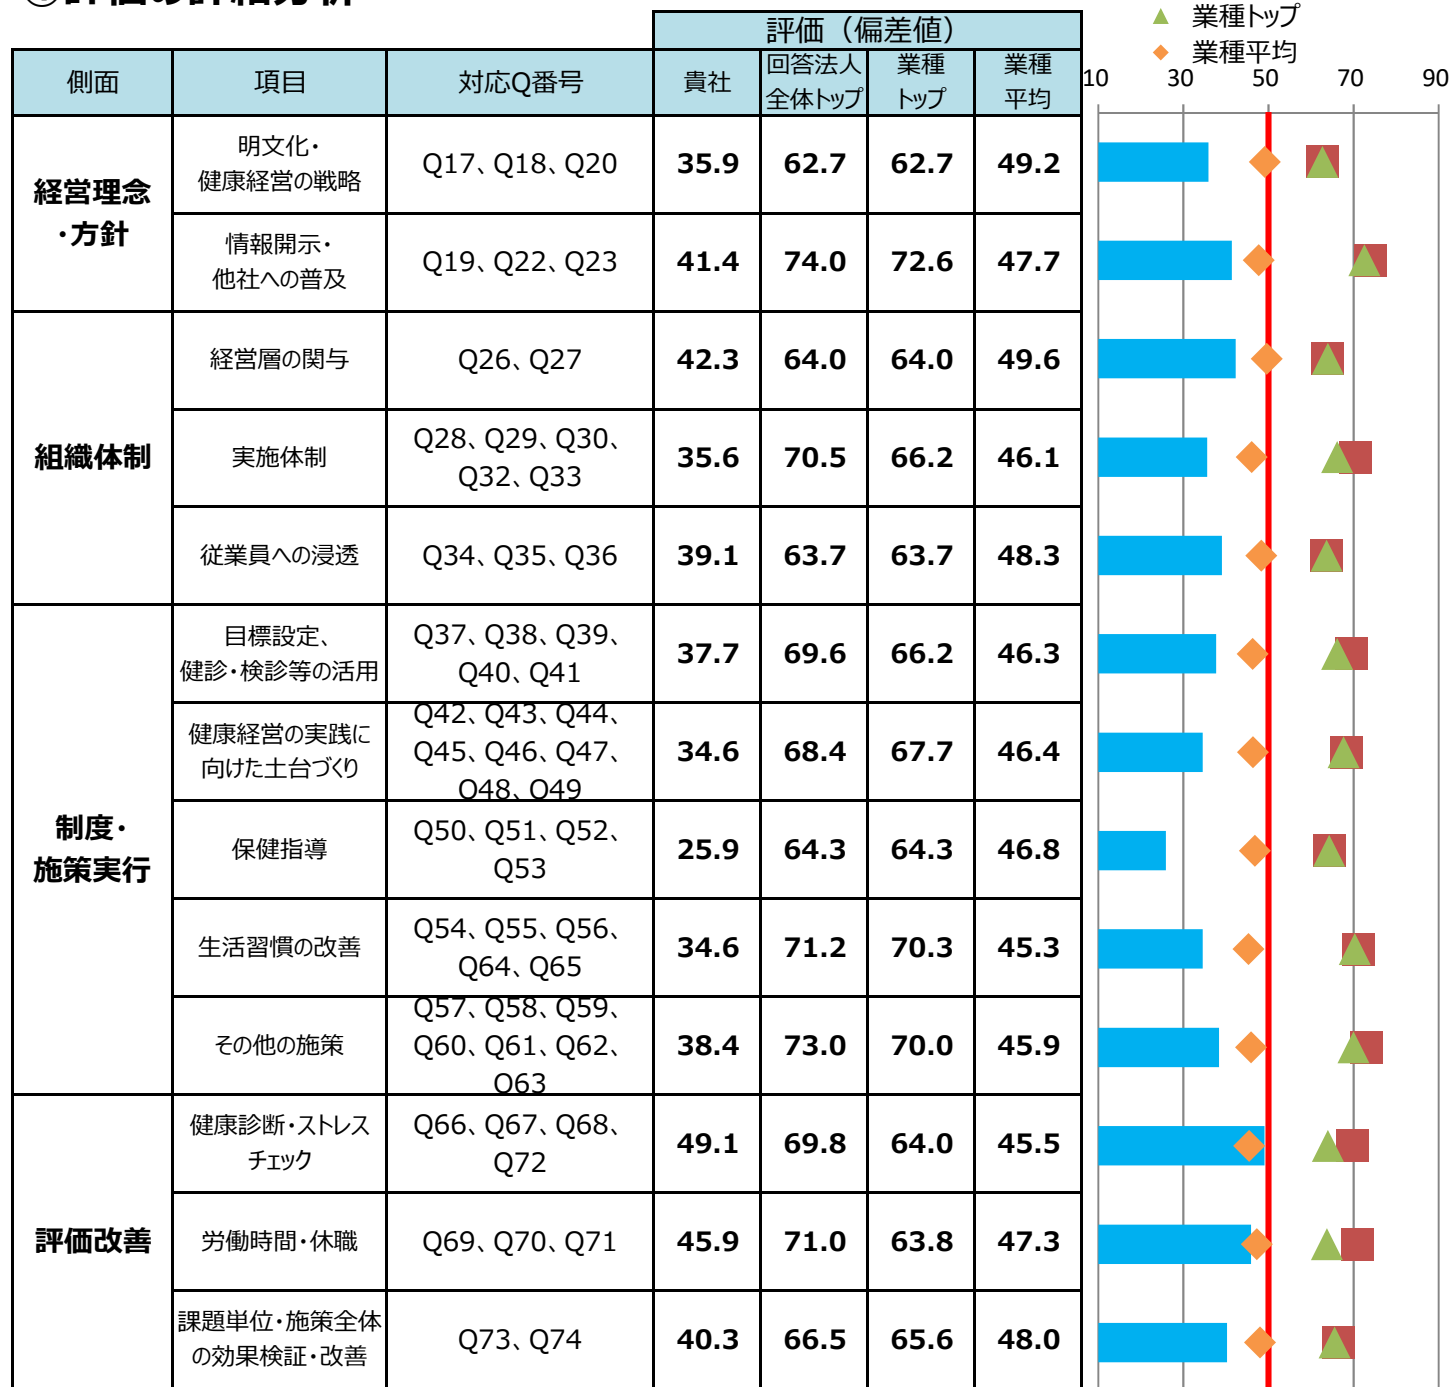 ①評価の詳細分析
▲ 業種トップ
◆ 業種平均
評価（偏差値）
側面 項目 対応Q番号 貴社 回答法人 業種 業種
全体トップ トップ 平均
10 30 50 70 90
経営理念
・方針
明文化・
健康経営の戦略
Q17、Q18、Q20 35.9 62.7 62.7 49.2
情報開示・
他社への普及
Q19、Q22、Q23 41.4 74.0 72.6 47.7
組織体制
経営層の関与 Q26、Q27 42.3 64.0 64.0 49.6
実施体制
Q28、Q29、Q30、
Q32、Q33
35.6 70.5 66.2 46.1
従業員への浸透 Q34、Q35、Q36 39.1 63.7 63.7 48.3
制度・
施策実行
目標設定、
健診・検診等の活用
Q37、Q38、Q39、
Q40、Q41
37.7 69.6 66.2 46.3
健康経営の実践に
向けた土台づくり
Q42、Q43、Q44、
Q45、Q46、Q47、
Q48、Q49
34.6 68.4 67.7 46.4
保健指導
Q50、Q51、Q52、
Q53
25.9 64.3 64.3 46.8
生活習慣の改善
Q54、Q55、Q56、
Q64、Q65
34.6 71.2 70.3 45.3
その他の施策
Q57、Q58、Q59、
Q60、Q61、Q62、
Q63
38.4 73.0 70.0 45.9
評価改善
健康診断・ストレス
チェック
Q66、Q67、Q68、
Q72
49.1 69.8 64.0 45.5
労働時間・休職 Q69、Q70、Q71 45.9 71.0 63.8 47.3
課題単位・施策全体
の効果検証・改善
Q73、Q74 40.3 66.5 65.6 48.0